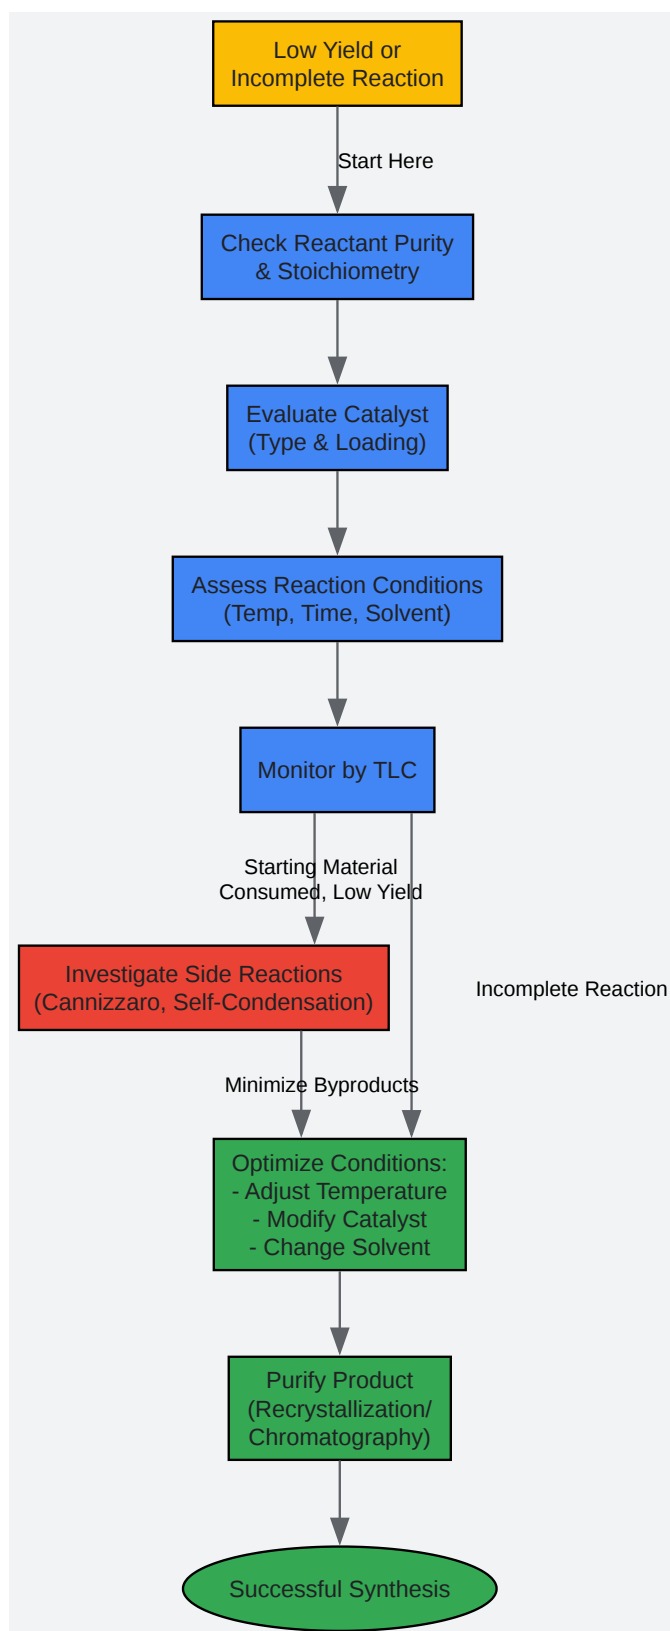 Low Yield or
Incomplete Reaction
Start Here
Check Reactant Purity
& Stoichiometry
Evaluate Catalyst
(Type & Loading)
Assess Reaction Conditions
(Temp, Time, Solvent)
Monitor by TLC
Starting Material
Consumed, Low Yield
Investigate Side Reactions
(Cannizzaro, Self-Condensation)
Incomplete Reaction
Minimize Byproducts
Optimize Conditions:
- Adjust Temperature
- Modify Catalyst
- Change Solvent
Purify Product
(Recrystallization/
Chromatography)
Successful Synthesis